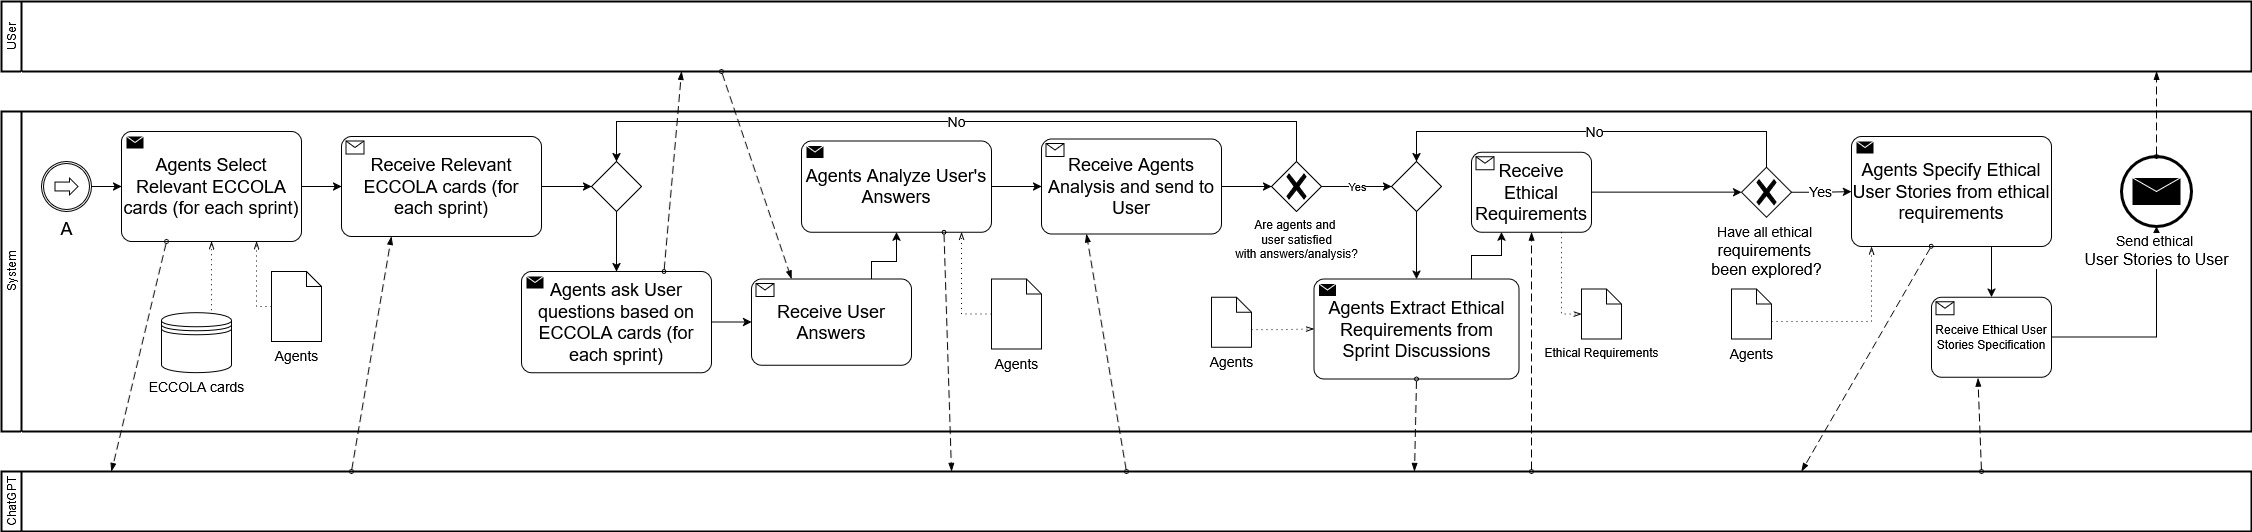 USer
System
A
Agents Select
Relevant ECCOLA
cards (for each sprint)
ECCOLA cards
Agents
Receive Relevant
ECCOLA cards (for
each sprint)
Agents ask User
questions based on
ECCOLA cards (for
each sprint)
Receive User
Answers
Agents Analyze User's
Answers
Agents
No
Receive Agents
Analysis and send to
User
Are agents and
user satisfied
with answers/analysis?
Yes
Agents
Agents Extract Ethical
Requirements from
Sprint Discussions
Receive
Ethical
Requirements
Ethical Requirements
No
Have all ethical
requirements
been explored?
Yes
Agents
Agents Specify Ethical
User Stories from ethical
requirements
Receive Ethical User
Stories Specification
Send ethical
User Stories to User
ChatGPT